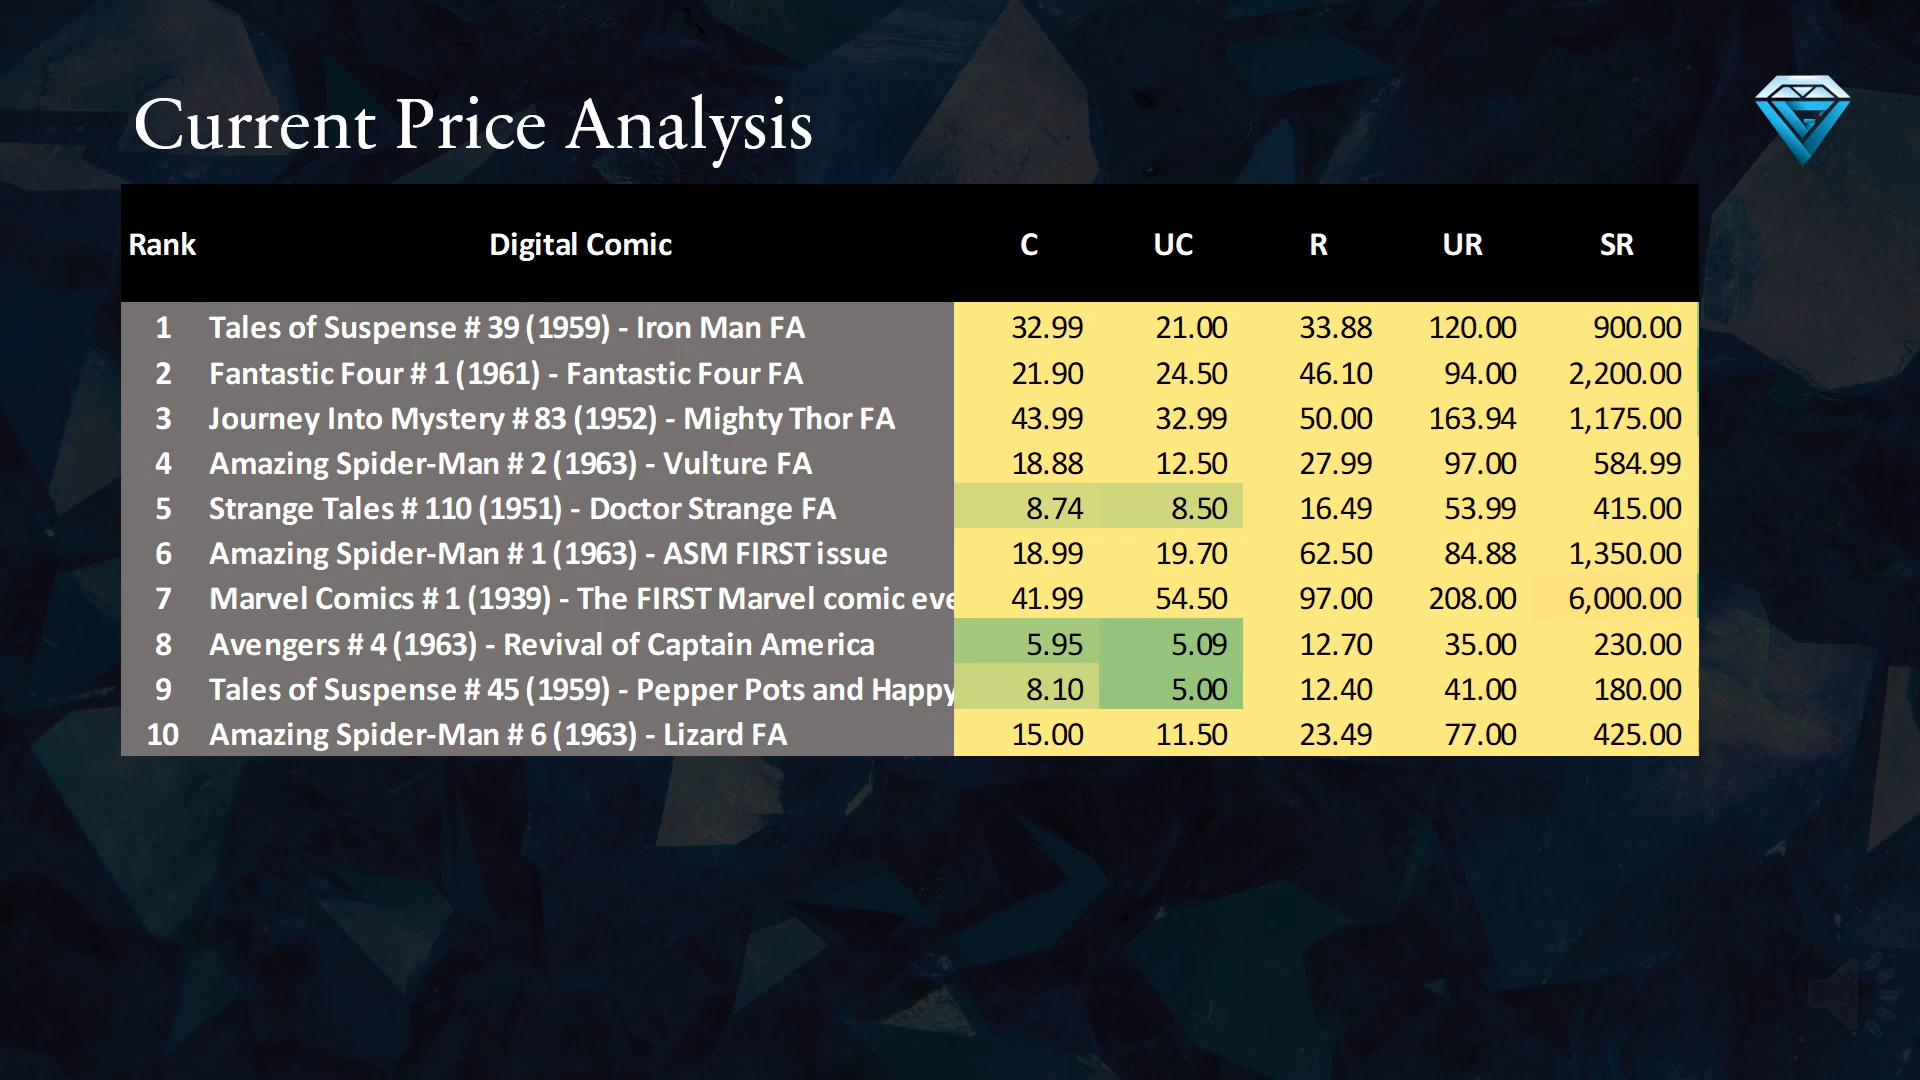 Current Price Analysis
Rank Digital Comic C UC R UR SR
1 Tales of Suspense # 39 (1959) - Iron Man FA 32.99 21.00 33.88 120.00 900.00
2 Fantastic Four # 1 (1961) - Fantastic Four FA 21.90 24.50 46.10 94.00 2,200.00
3 Journey Into Mystery # 83 (1952) - Mighty Thor FA 43.99 32.99 50.00 163.94 1,175.00
4 Amazing Spider-Man # 2 (1963) - Vulture FA 18.88 12.50 27.99 97.00 584.99
5 Strange Tales # 110 (1951) - Doctor Strange FA 8.74 8.50 16.49 53.99 415.00
6 Amazing Spider-Man # 1 (1963) - ASM FIRST issue 18.99 19.70 62.50 84.88 1,350.00
7 Marvel Comics # 1 (1939) - The FIRST Marvel comic eve 41.99 54.50 97.00 208.00 6,000.00
8 Avengers # 4 (1963) - Revival of Captain America 5.95 5.09 12.70 35.00 230.00
9 Tales of Suspense # 45 (1959) - Pepper Pots and Happy 8.10 5.00 12.40 41.00 180.00
10 Amazing Spider-Man # 6 (1963) - Lizard FA 15.00 11.50 23.49 77.00 425.00